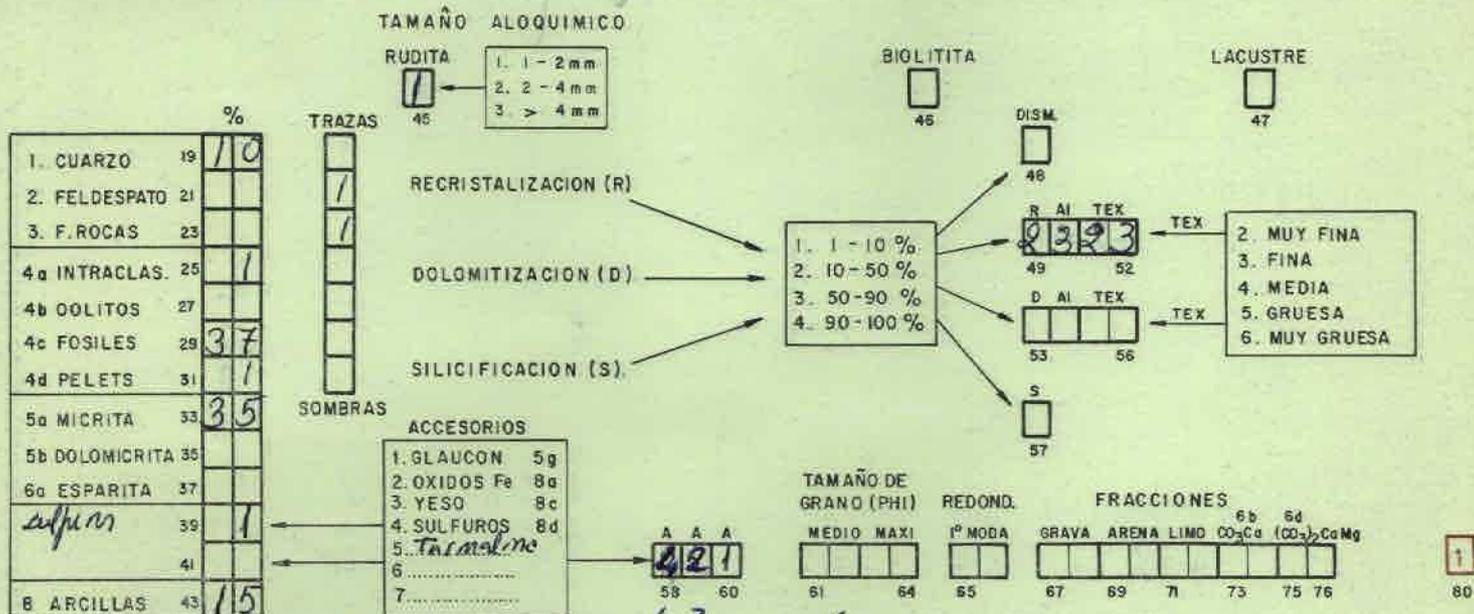 TAMAÑO ALOQUIMICO
RUDITA
1
45
1. 1 - 2 mm
2. 2 - 4 mm
3. > 4 mm
BIOLITITA
46
LACUSTRE
47
%
TRAZAS
1. CUARZO 19 10
2. FELDESPATO 21 1
3. F. ROCAS 23 1
4a INTRACLAS. 25 1
4b OOLITOS 27
4c FOSILES 29 37
4d PELETS 31 1
5a MICRITA 33 35
5b DOLOMICRITA 35
6a ESPARITA 37
39 1
41
8 ARCILLAS 43 15
SOMBRAS
RECRISTALIZACION (R)
DOLOMITIZACION (D)
SILICIFICACION (S).
1. 1 - 10 %
2. 10 - 50 %
3. 50 - 90 %
4. 90 - 100 %
DISM.
48
R AI TEX
2 3 2 3
49 52
TEX
D AI TEX
53 56
TEX
S
57
2. MUY FINA
3. FINA
4. MEDIA
5. GRUESA
6. MUY GRUESA
ACCESORIOS
1. GLAUCON 5g
2. OXIDOS Fe 8a
3. YESO 8c
4. SULFUROS 8d
5. Turmalina
6
7
A A A
4 2 1
58 60
TAMAÑO DE
GRANO (PHI)
MEDIO MAXI
61 64
REDOND.
1º MODA
65
FRACCIONES
6b 6d
GRAVA ARENA LIMO CO3Ca (CO3)2CaMg
67 69 71 73 75 76
1
80